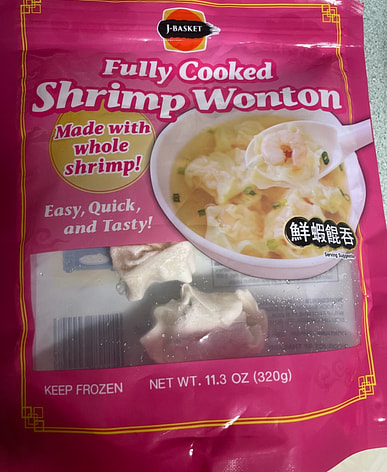 J-BASKET
Fully Cooked
Shrimp Wonton
Made with
whole
shrimp!
Easy, Quick,
and Tasty!
鮮蝦餛吞
Serving Suggestion
KEEP FROZEN
NET WT. 11.3 OZ (320g)